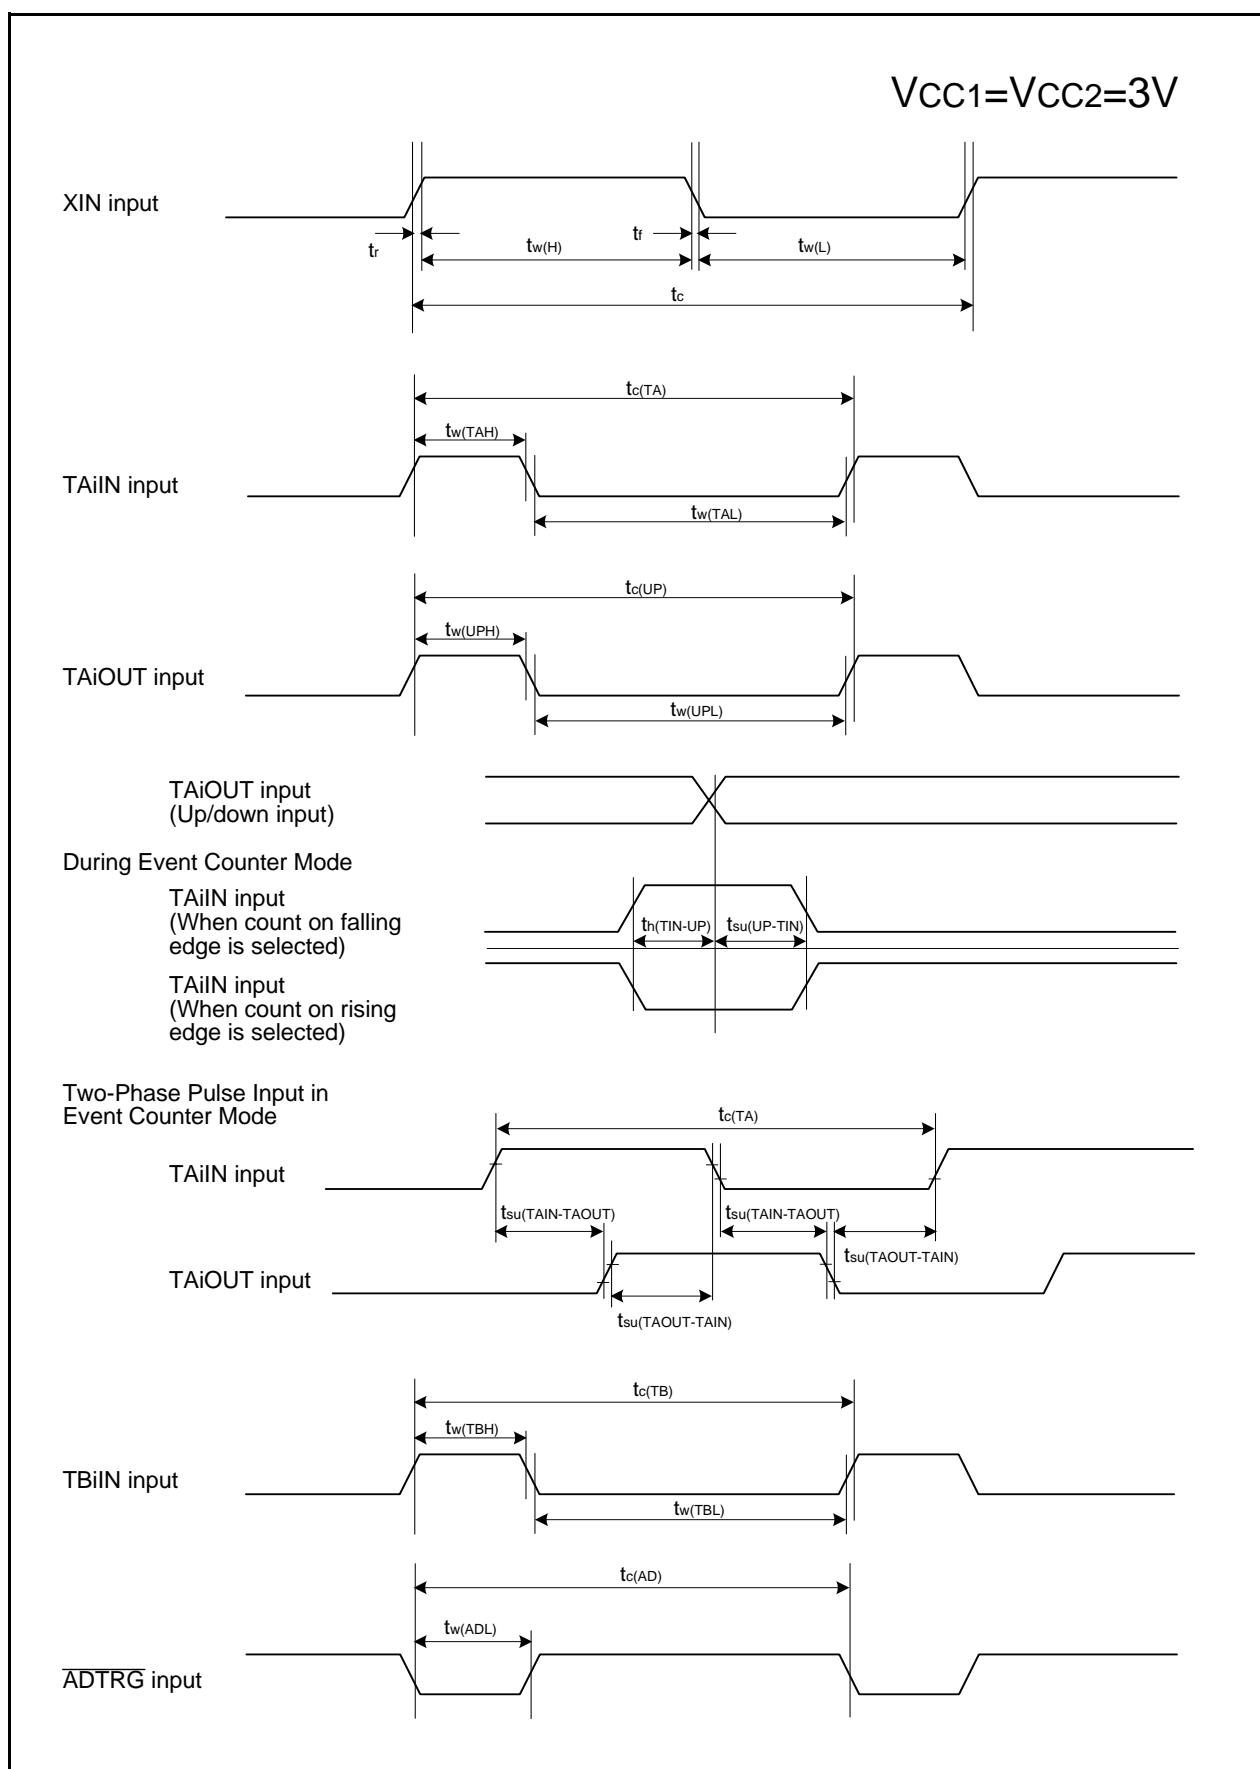 VCC1=VCC2=3V
XIN input
tr
tw(H)
tf
tw(L)
tc
tc(TA)
tw(TAH)
TAiIN input
tw(TAL)
tc(UP)
tw(UPH)
TAiOUT input
tw(UPL)
TAiOUT input
(Up/down input)
During Event Counter Mode
TAiIN input
(When count on falling
edge is selected)
th(TIN-UP)
tsu(UP-TIN)
TAiIN input
(When count on rising
edge is selected)
Two-Phase Pulse Input in
Event Counter Mode
tc(TA)
TAiIN input
tsu(TAIN-TAOUT)
tsu(TAIN-TAOUT)
tsu(TAOUT-TAIN)
TAiOUT input
tsu(TAOUT-TAIN)
tc(TB)
tw(TBH)
TBiIN input
tw(TBL)
tc(AD)
tw(ADL)
ADTRG input